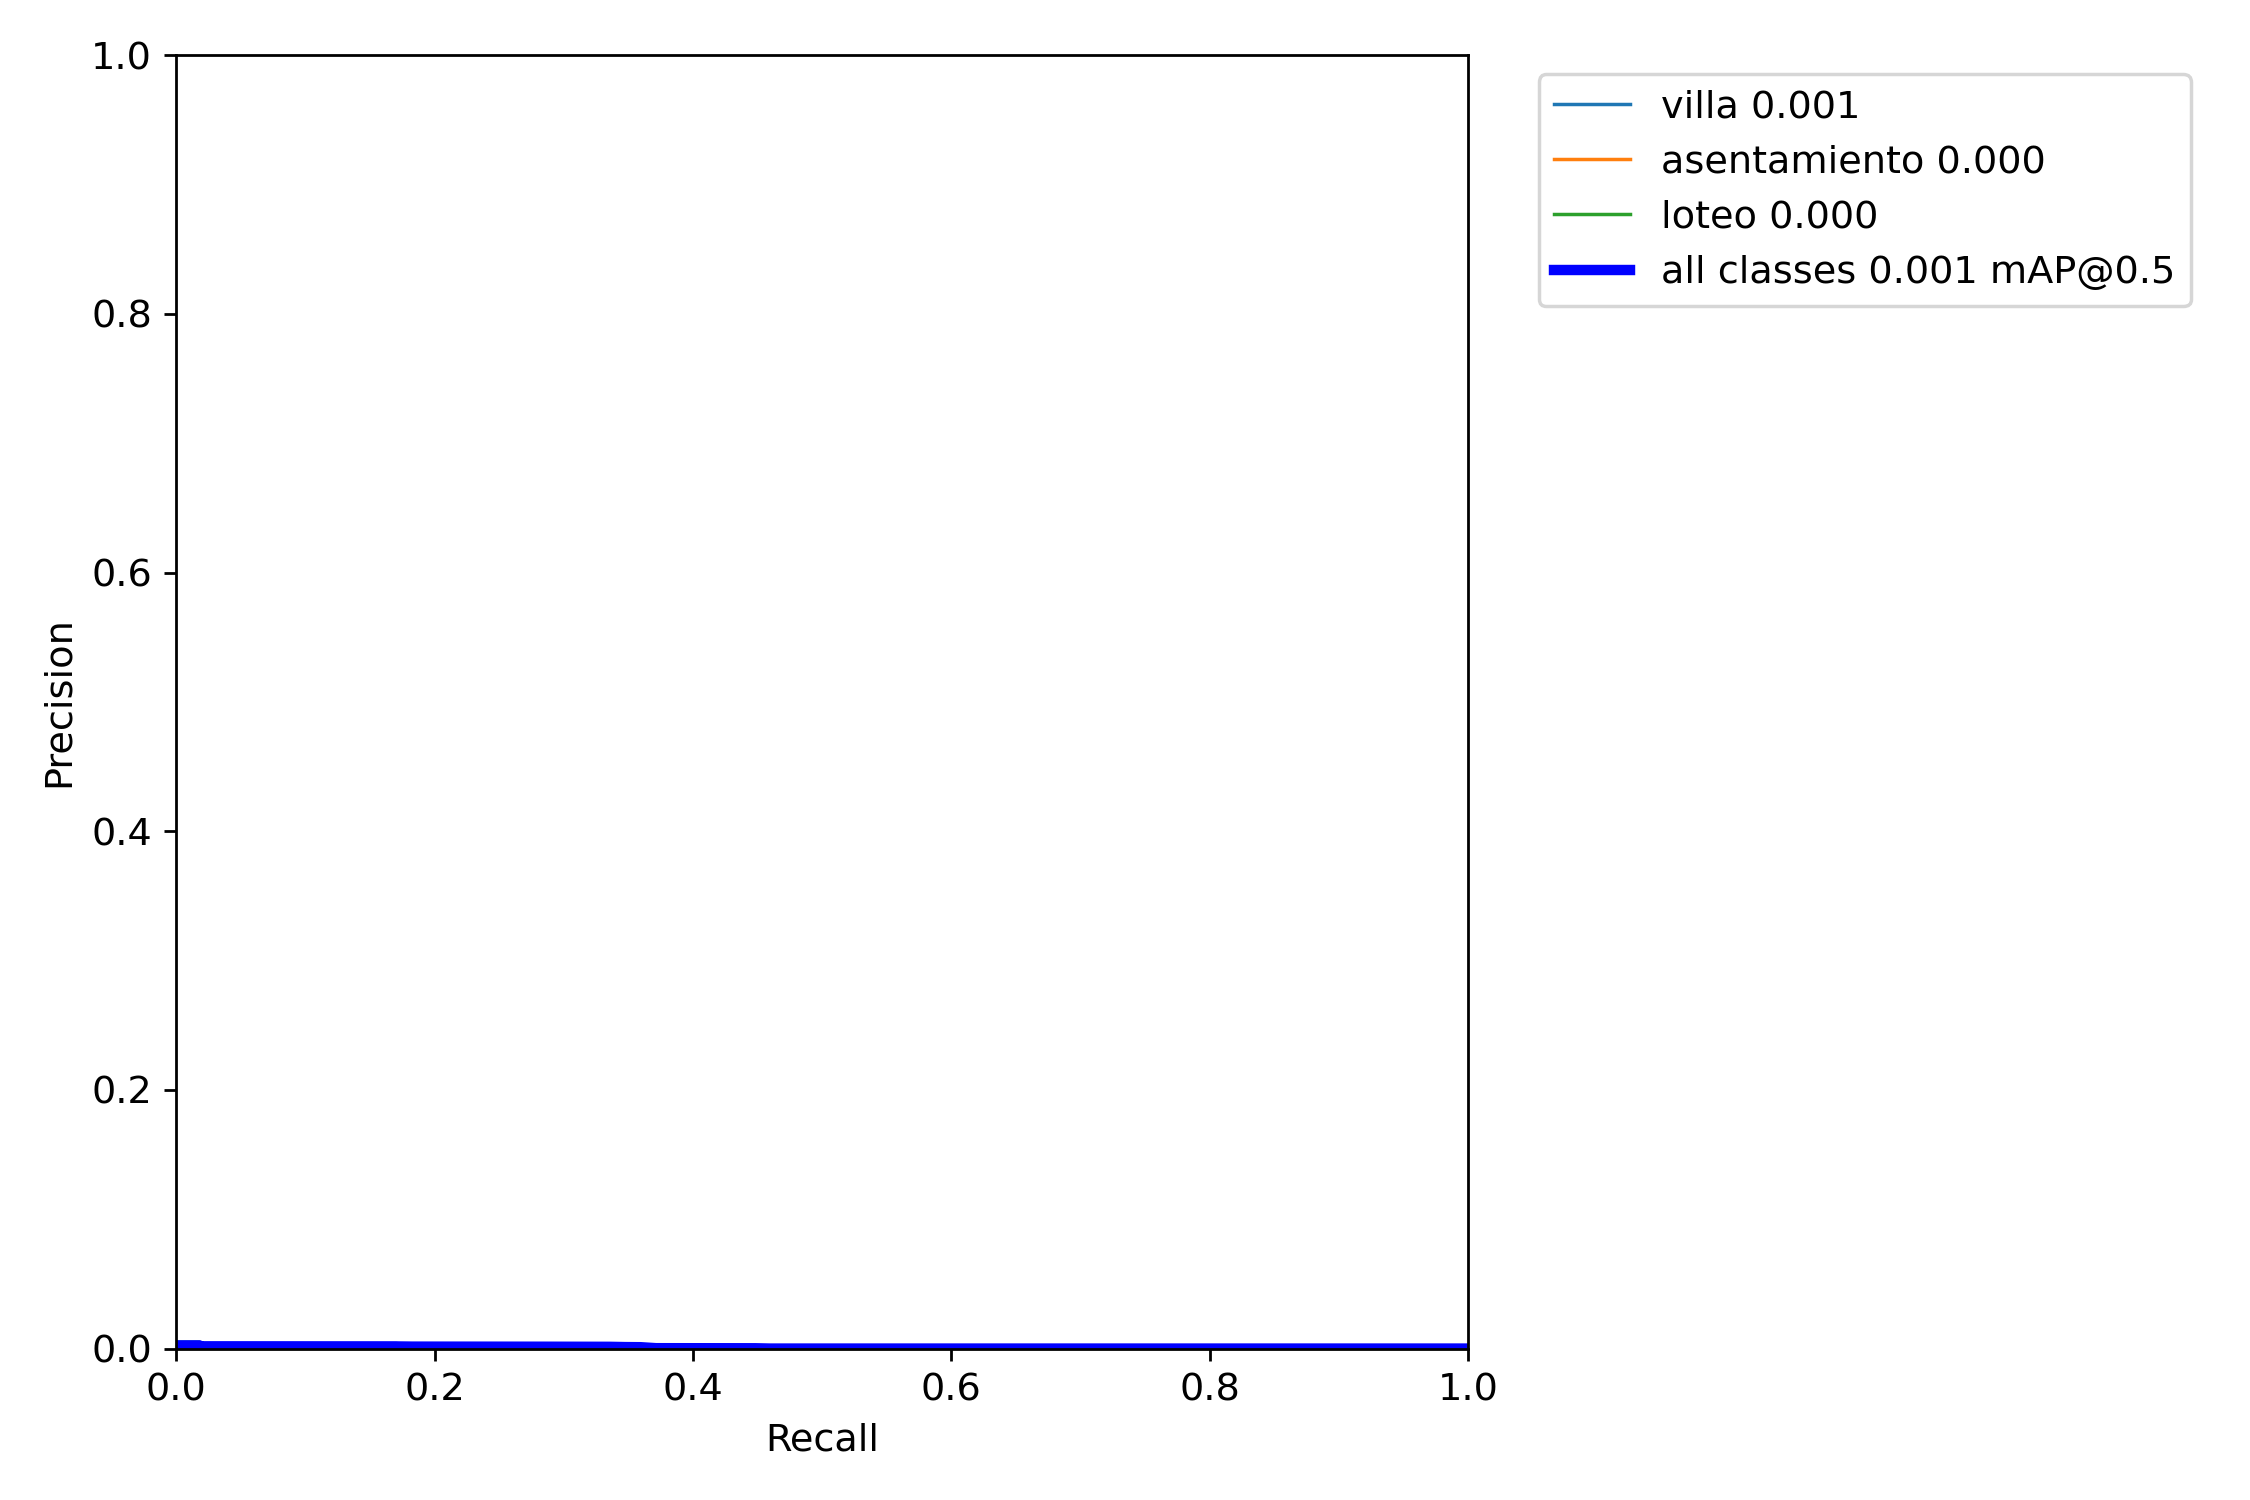 villa 0.001
asentamiento 0.000
loteo 0.000
all classes 0.001 mAP@0.5
Precision
1.0
0.8
0.6
0.4
0.2
0.0
0.0 0.2 0.4 0.6 0.8 1.0
Recall